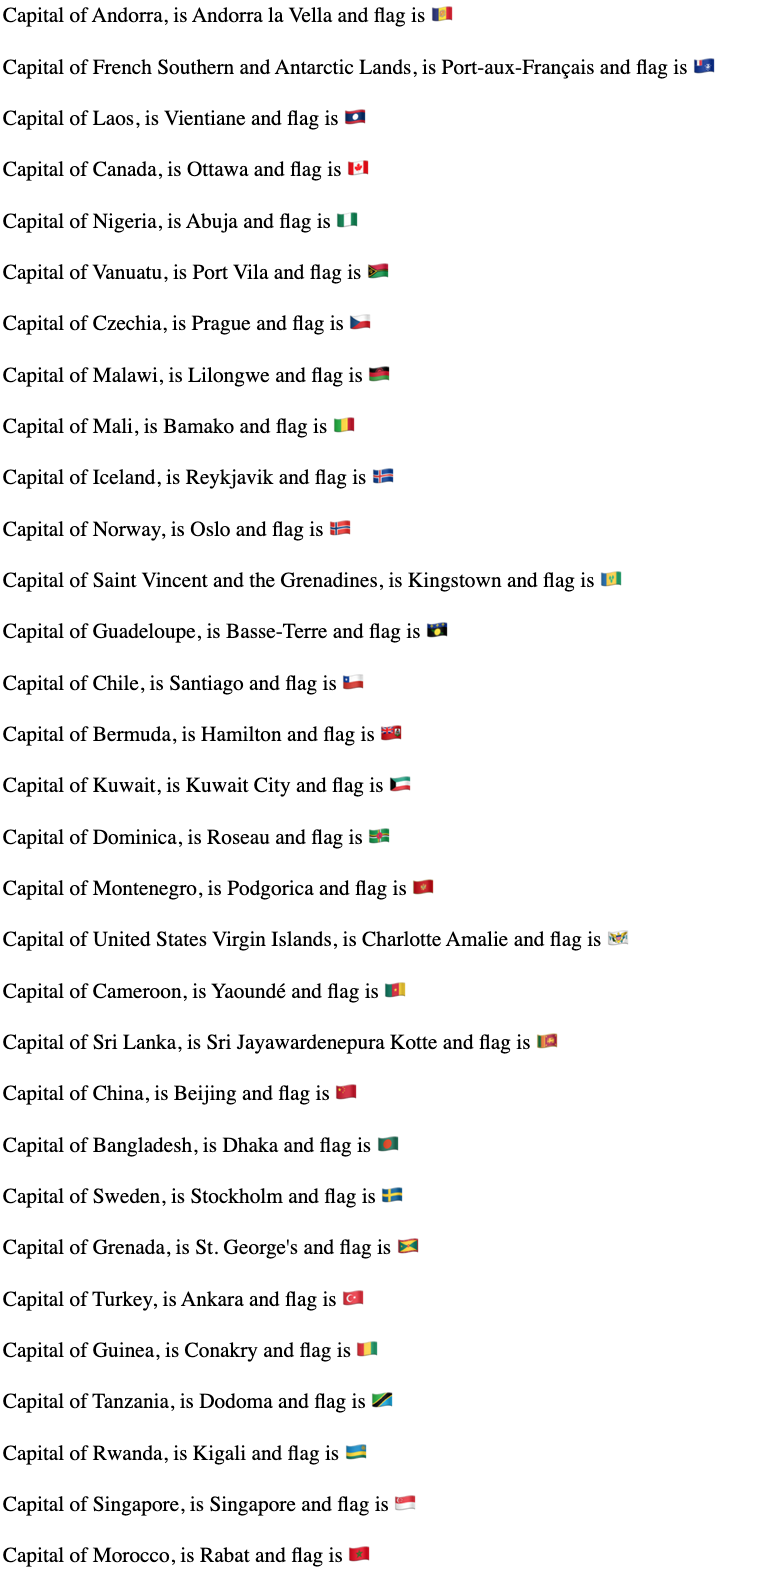 Capital of Andorra, is Andorra la Vella and flag is 🇦🇩
Capital of French Southern and Antarctic Lands, is Port-aux-Français and flag is 🇹🇫
Capital of Laos, is Vientiane and flag is 🇱🇦
Capital of Canada, is Ottawa and flag is 🇨🇦
Capital of Nigeria, is Abuja and flag is 🇳🇬
Capital of Vanuatu, is Port Vila and flag is 🇻🇺
Capital of Czechia, is Prague and flag is 🇨🇿
Capital of Malawi, is Lilongwe and flag is 🇲🇼
Capital of Mali, is Bamako and flag is 🇲🇱
Capital of Iceland, is Reykjavik and flag is 🇮🇸
Capital of Norway, is Oslo and flag is 🇳🇴
Capital of Saint Vincent and the Grenadines, is Kingstown and flag is 🇻🇨
Capital of Guadeloupe, is Basse-Terre and flag is 🇬🇵
Capital of Chile, is Santiago and flag is 🇨🇱
Capital of Bermuda, is Hamilton and flag is 🇧🇲
Capital of Kuwait, is Kuwait City and flag is 🇰🇼
Capital of Dominica, is Roseau and flag is 🇩🇲
Capital of Montenegro, is Podgorica and flag is 🇲🇪
Capital of United States Virgin Islands, is Charlotte Amalie and flag is 🇻🇮
Capital of Cameroon, is Yaoundé and flag is 🇨🇲
Capital of Sri Lanka, is Sri Jayawardenepura Kotte and flag is 🇱🇰
Capital of China, is Beijing and flag is 🇨🇳
Capital of Bangladesh, is Dhaka and flag is 🇧🇩
Capital of Sweden, is Stockholm and flag is 🇸🇪
Capital of Grenada, is St. George's and flag is 🇬🇩
Capital of Turkey, is Ankara and flag is 🇹🇷
Capital of Guinea, is Conakry and flag is 🇬🇳
Capital of Tanzania, is Dodoma and flag is 🇹🇿
Capital of Rwanda, is Kigali and flag is 🇷🇼
Capital of Singapore, is Singapore and flag is 🇸🇬
Capital of Morocco, is Rabat and flag is 🇲🇦